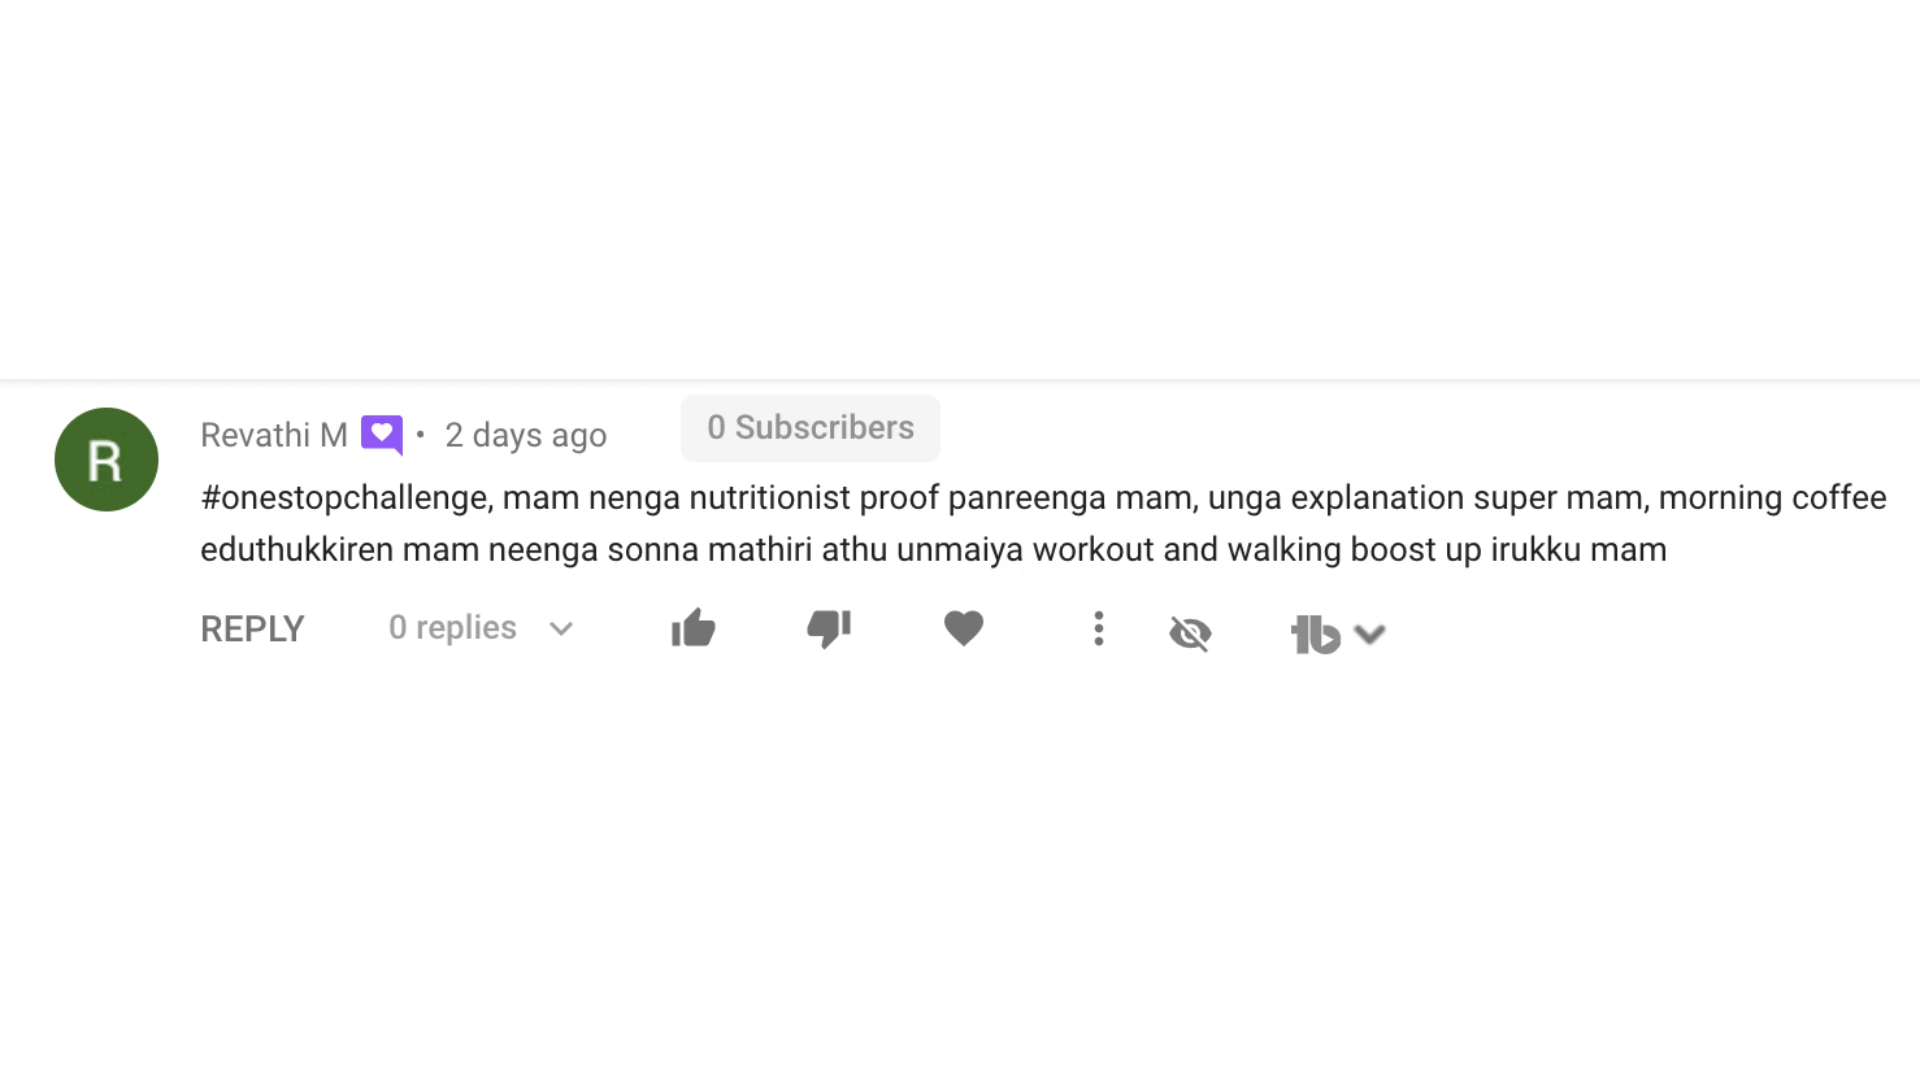 R
Revathi M • 2 days ago 0 Subscribers
#onestopchallenge, mam nenga nutritionist proof panreenga mam, unga explanation super mam, morning coffee
eduthukkiren mam neenga sonna mathiri athu unmaiya workout and walking boost up irukku mam
REPLY 0 replies